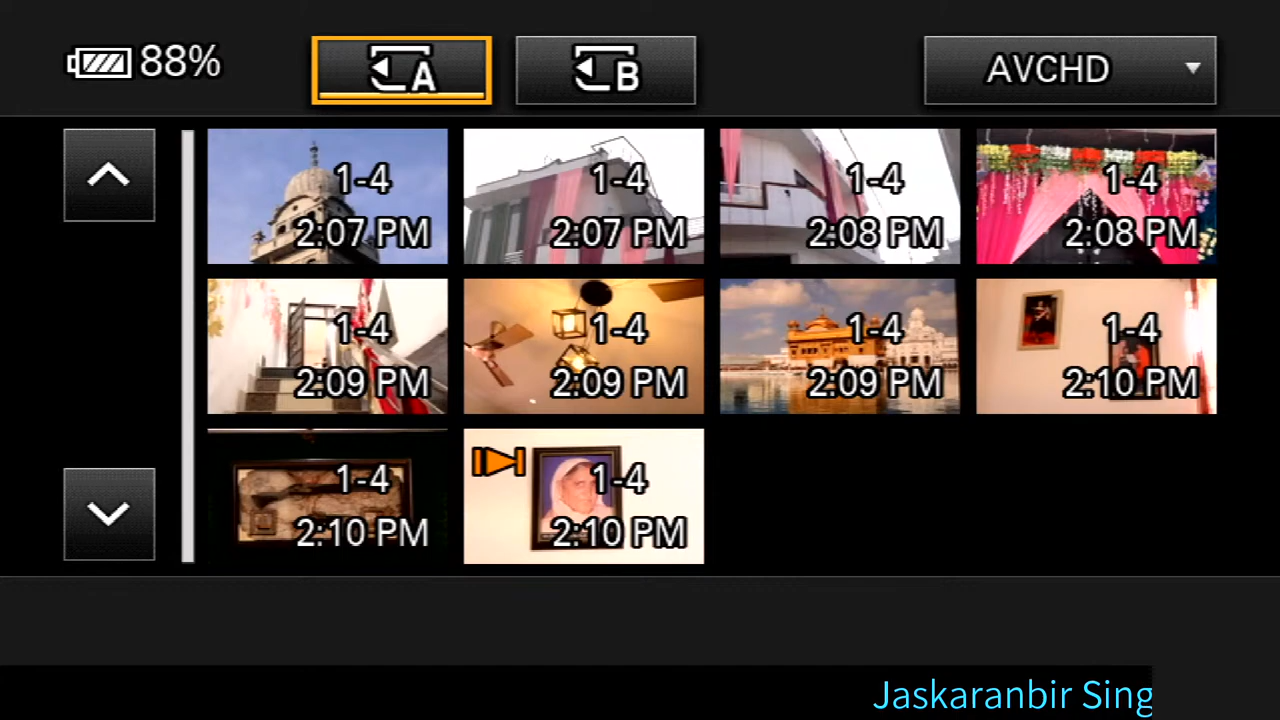 88%
A
B
AVCHD
1-4
2:07 PM
1-4
2:07 PM
1-4
2:08 PM
1-4
2:08 PM
1-4
2:09 PM
1-4
2:09 PM
1-4
2:09 PM
1-4
2:10 PM
1-4
2:10 PM
1-4
2:10 PM
Jaskaranbir Sing